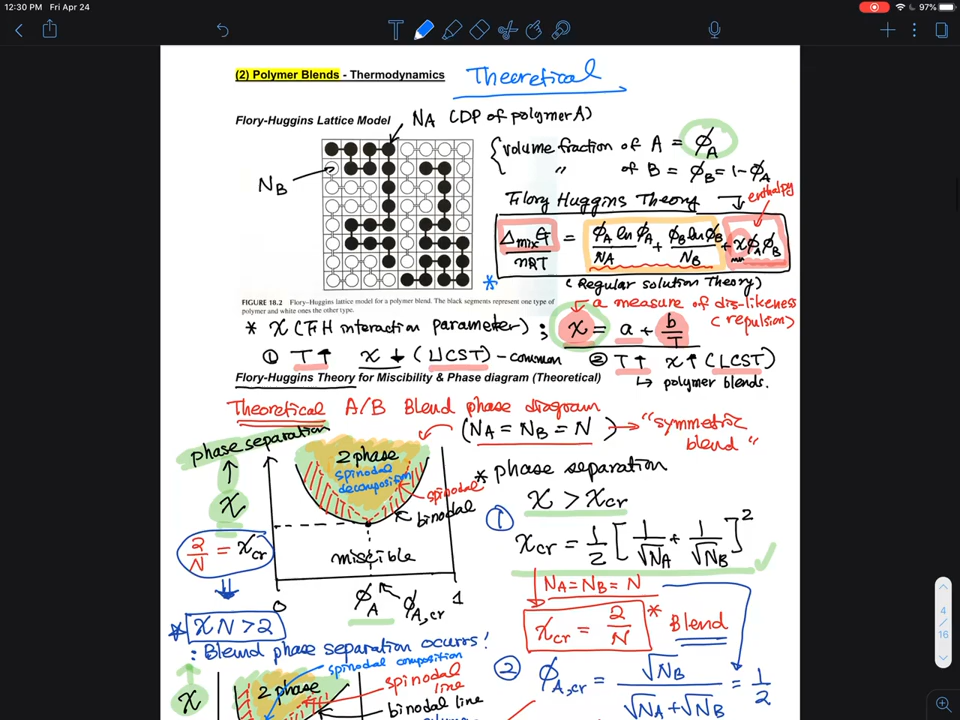 12:30 PM Fri Apr 24
97%
(2) Polymer Blends - Thermodynamics
Theoretical
Flory-Huggins Lattice Model
NA (DP of polymer A)
NB
volume fraction of A = ϕA
" of B = ϕB = 1-ϕA
Flory Huggins Theory
enthalpy
ΔmixG / nRT = ϕA ln ϕA / NA + ϕB ln ϕB / NB + χϕAϕB
(Regular solution Theory)
FIGURE 18.2 Flory–Huggins lattice model for a polymer blend. The black segments represent one type of
polymer and white ones the other type.
a measure of dis-likeness
(repulsion)
* χ (FH interaction parameter) : χ = a + b/T
① T↑ χ↓ (UCST) - common
② T↑ χ↑ (LCST)
↳ polymer blends.
Flory-Huggins Theory for Miscibility & Phase diagram (Theoretical)
Theoretical A/B Blend phase diagram
(NA = NB = N) → "symmetric
blend"
phase separation
χ
2 phase
spinodal
decomposition
spinodal
binodal
miscible
0
ϕA
ϕA,cr
1
2/N = χcr
* χN > 2
: Blend phase separation occurs!
* phase separation
χ > χcr
① χcr = 1/2 [1/√NA + 1/√NB]²
NA = NB = N
χcr = 2/N * Blend
② ϕA,cr = √NB / √NA + √NB = 1/2
spinodal composition
χ
2 phase
spinodal
line
binodal line
4
/
16